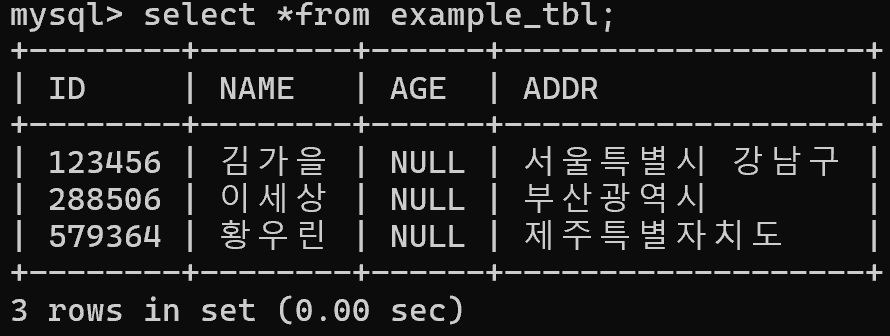 mysql> select *from example_tbl;
+--------+--------+------+-------------------+
| ID     | NAME   | AGE  | ADDR              |
+--------+--------+------+-------------------+
| 123456 | 김가을 | NULL | 서울특별시 강남구 |
| 288506 | 이세상 | NULL | 부산광역시        |
| 579364 | 황우린 | NULL | 제주특별자치도    |
+--------+--------+------+-------------------+
3 rows in set (0.00 sec)